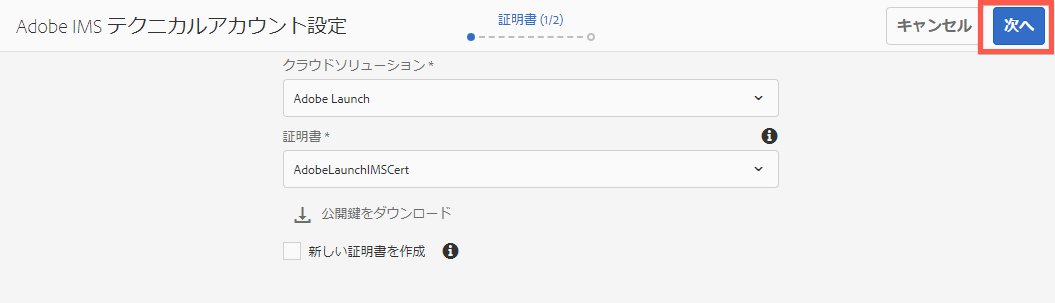 Adobe IMS テクニカルアカウント設定
証明書 (1/2)
キャンセル
次へ
クラウドソリューション *
Adobe Launch
証明書 *
AdobeLaunchIMSCert
公開鍵をダウンロード
新しい証明書を作成